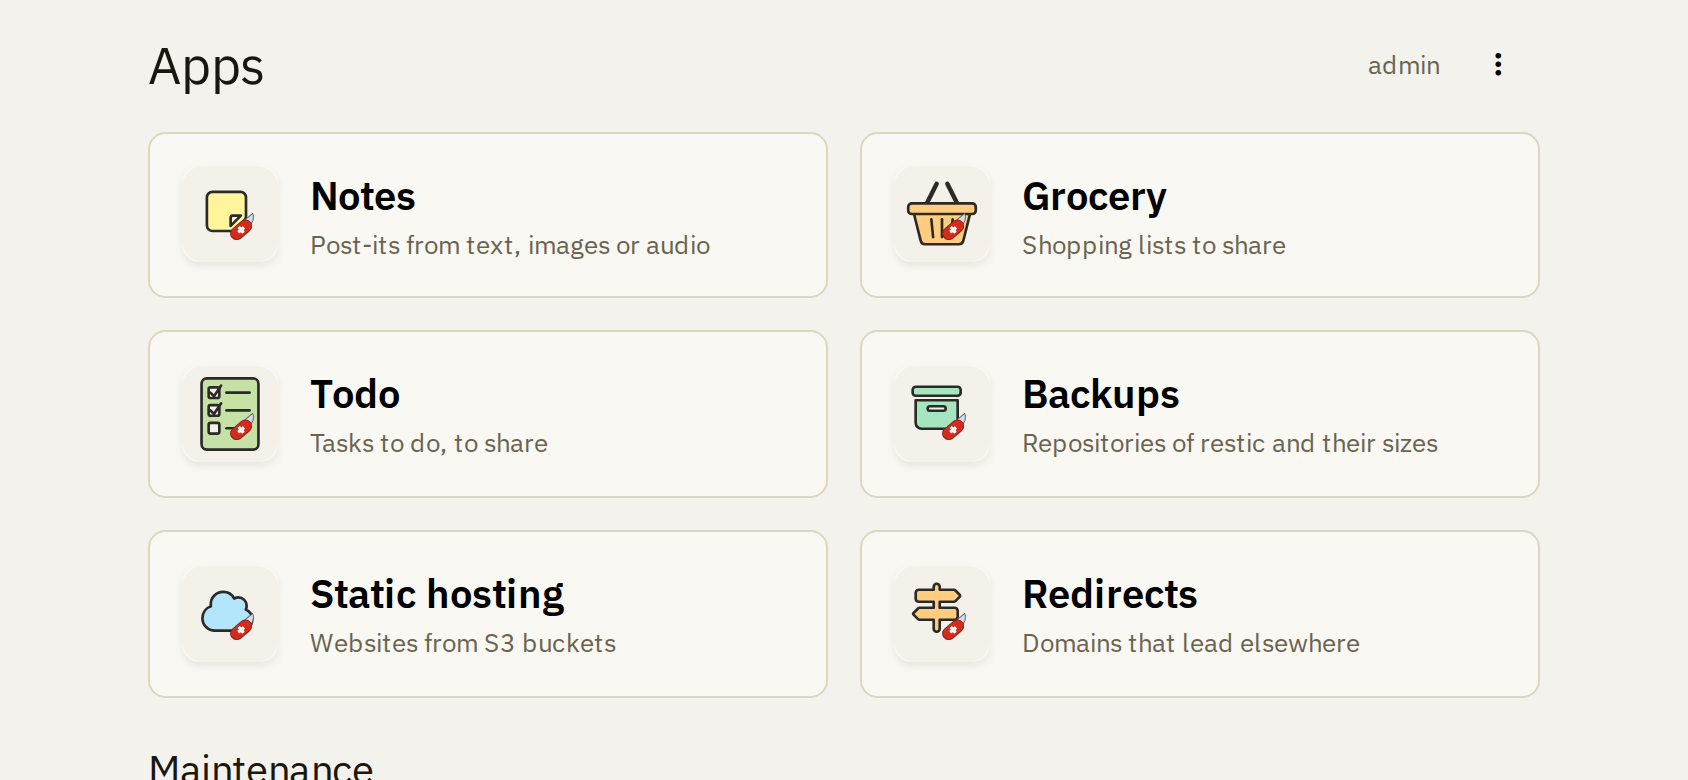 Apps
admin
Notes
Post-its from text, images or audio
Grocery
Shopping lists to share
Todo
Tasks to do, to share
Backups
Repositories of restic and their sizes
Static hosting
Websites from S3 buckets
Redirects
Domains that lead elsewhere
Maintenance